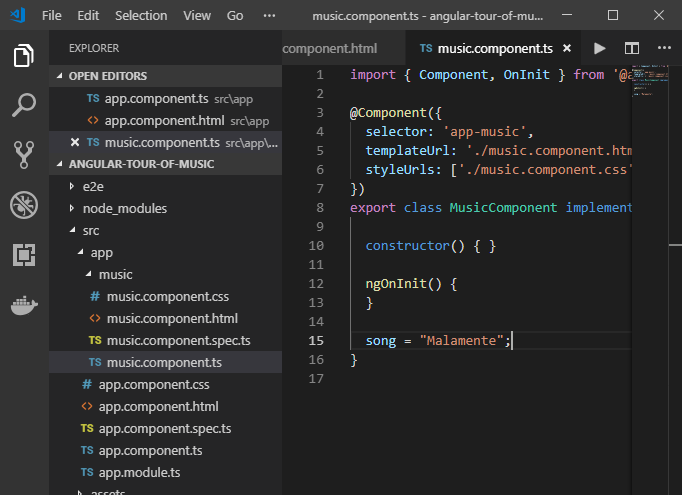 File Edit Selection View Go ··· music.component.ts - angular-tour-of-mu...
EXPLORER
OPEN EDITORS
TS app.component.ts src\app
<> app.component.html src\app
TS music.component.ts src\app\...
ANGULAR-TOUR-OF-MUSIC
e2e
node_modules
src
app
music
# music.component.css
<> music.component.html
TS music.component.spec.ts
TS music.component.ts
# app.component.css
<> app.component.html
TS app.component.spec.ts
TS app.component.ts
TS app.module.ts
assets
component.html TS music.component.ts
1 import { Component, OnInit } from '@a
2
3 @Component({
4 selector: 'app-music',
5 templateUrl: './music.component.htm
6 styleUrls: ['./music.component.css'
7 })
8 export class MusicComponent implement
9
10 constructor() { }
11
12 ngOnInit() {
13 }
14
15 song = "Malamente";
16 }
17